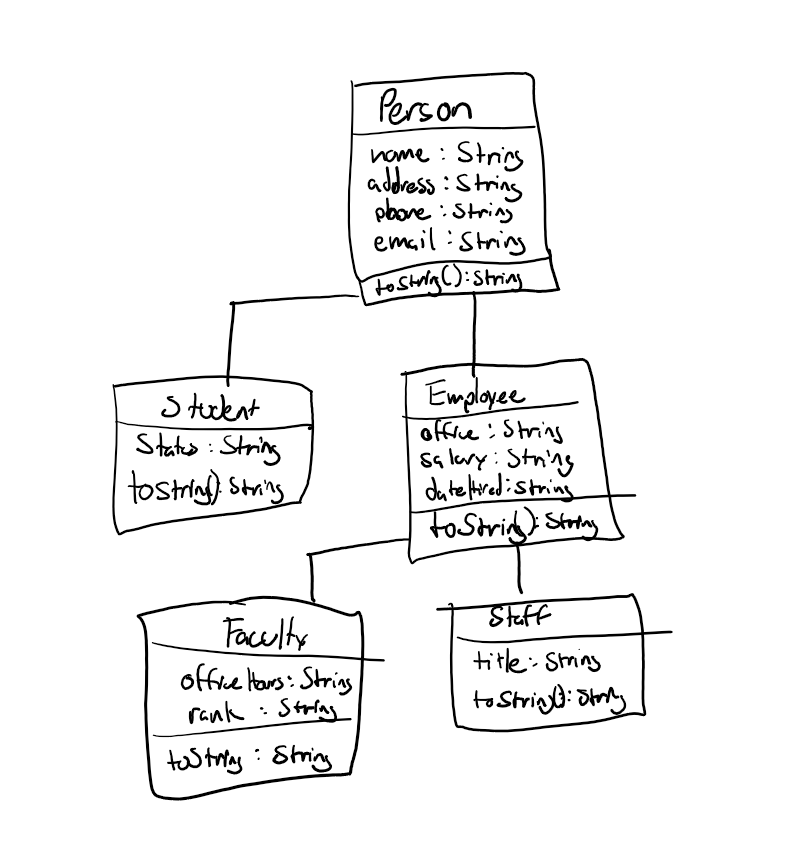 Person
name : String
address : String
phone : String
email : String
toString() : String
Student
Status : String
toString() : String
Employee
office : String
salary : String
dateHired : String
toString() : String
Faculty
officeHours : String
rank : String
toString : String
Staff
title : String
toString() : String